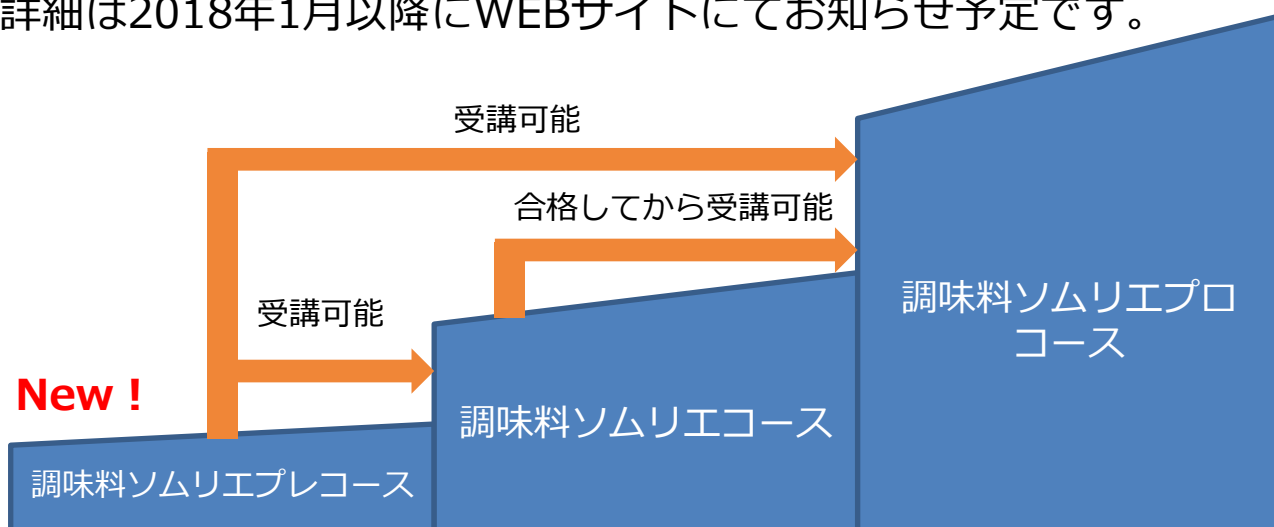 詳細は2018年1月以降にWEBサイトにてお知らせ予定です。
受講可能
合格してから受講可能
受講可能
調味料ソムリエプロ
コース
New！
調味料ソムリエコース
調味料ソムリエプレコース